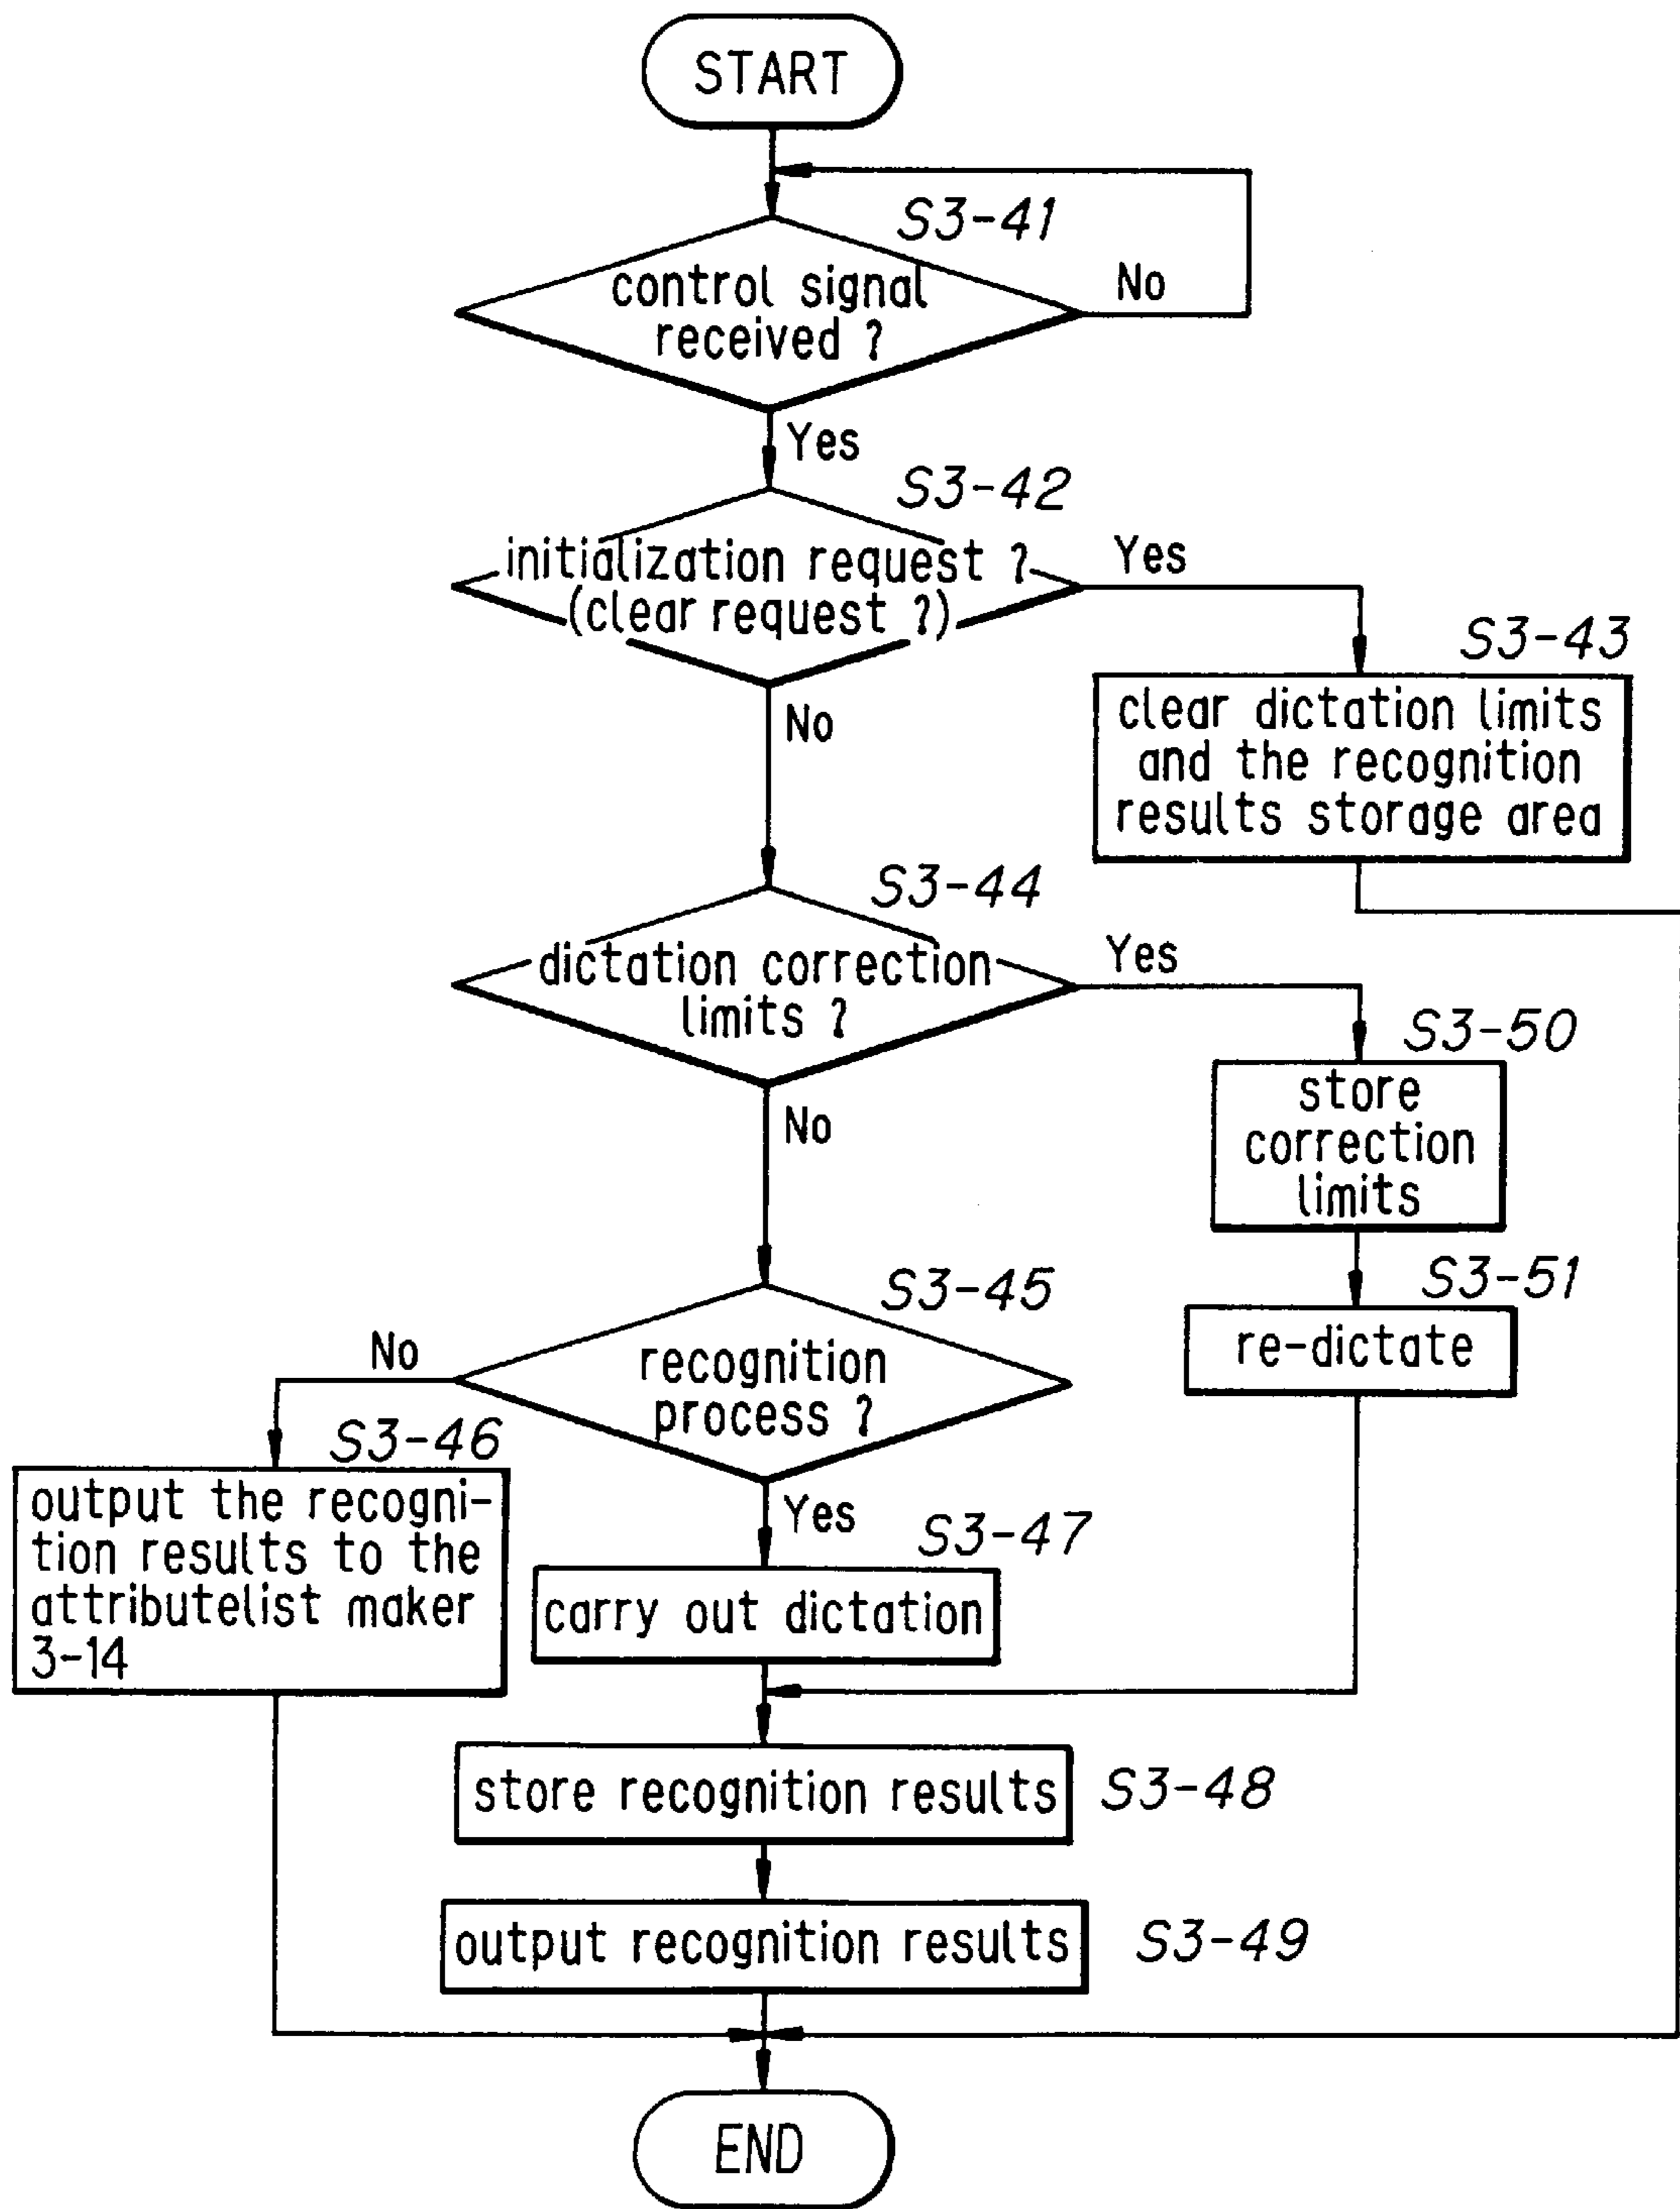 START
S3-41
control signal
received ?
No
Yes
S3-42
initialization request ?
(clear request ?)
Yes
No
S3-43
clear dictation limits
and the recognition
results storage area
S3-44
dictation correction
limits ?
Yes
No
S3-50
store
correction
limits
S3-51
re-dictate
S3-45
recognition
process ?
No
Yes
S3-46
output the recogni-
tion results to the
attributelist maker
3-14
S3-47
carry out dictation
store recognition results
S3-48
output recognition results
S3-49
END